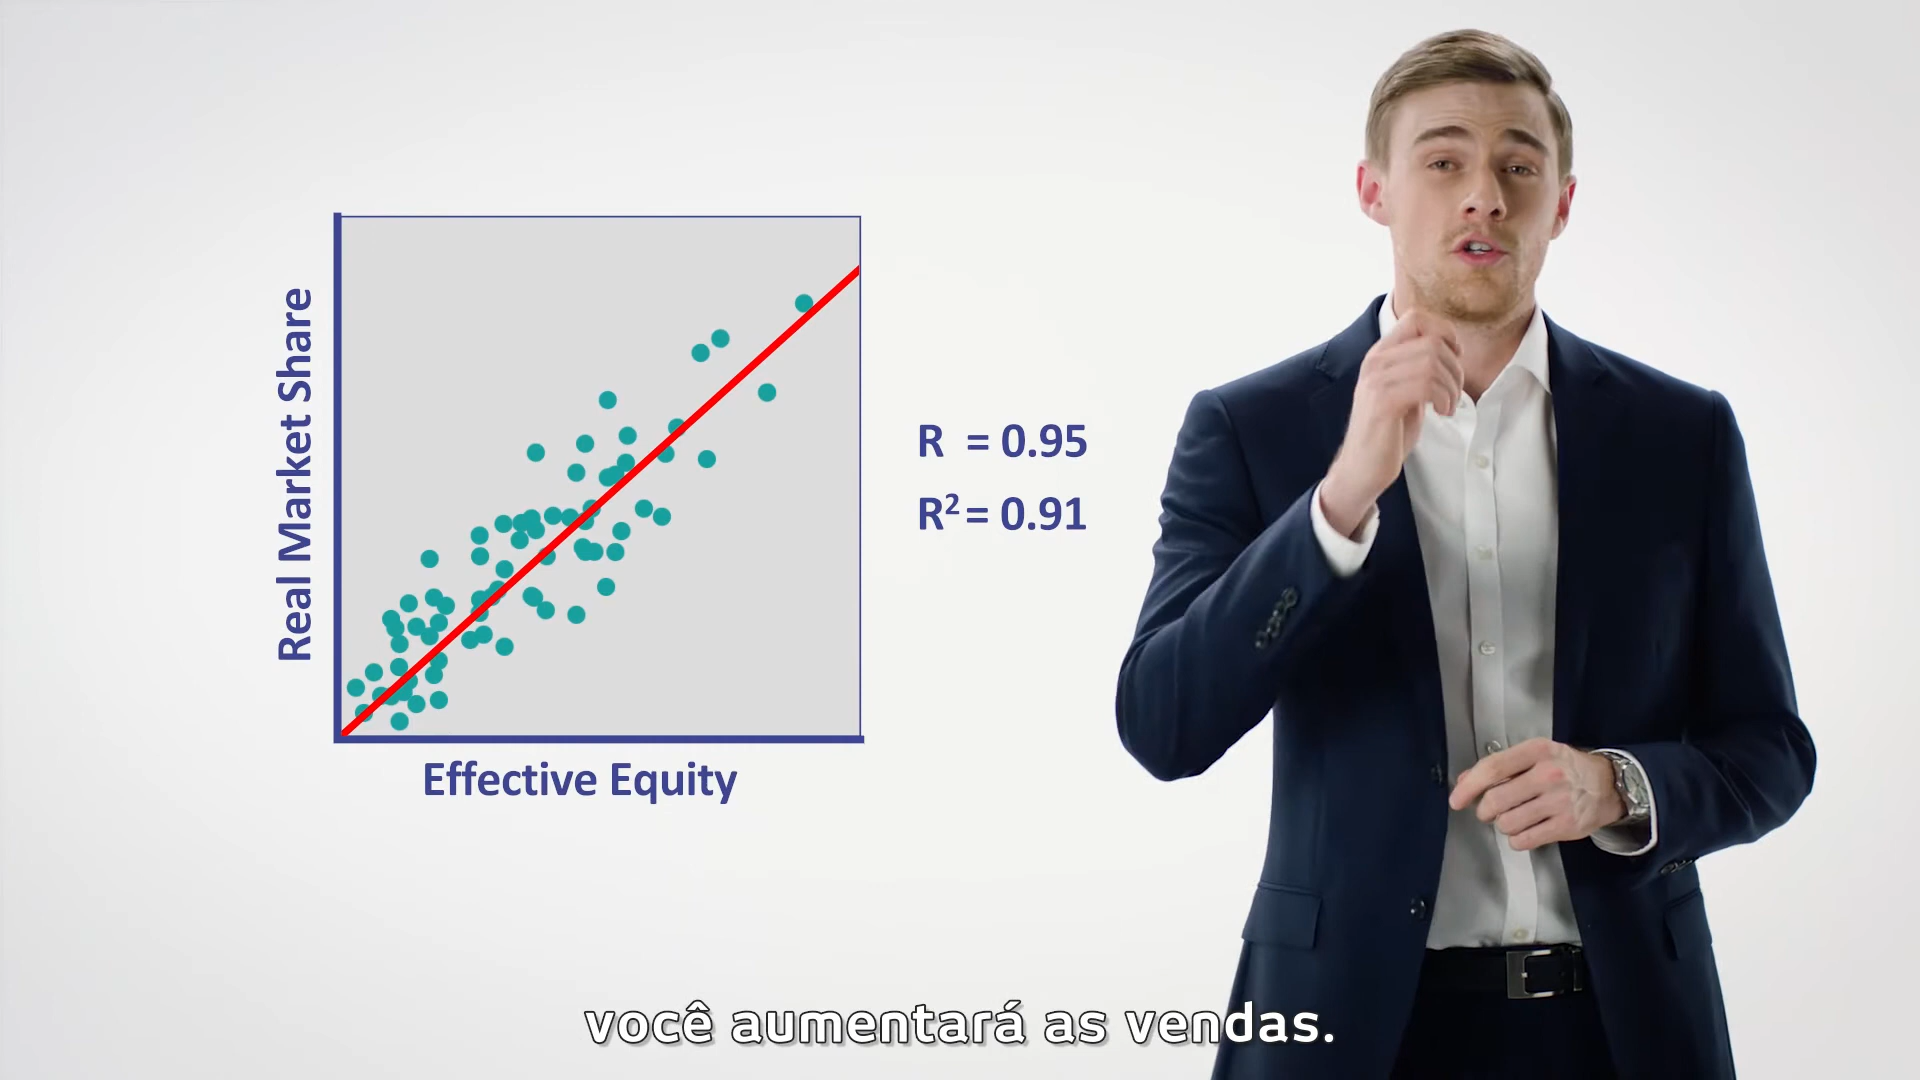 Real Market Share
Effective Equity
R = 0.95
R² = 0.91
você aumentará as vendas.